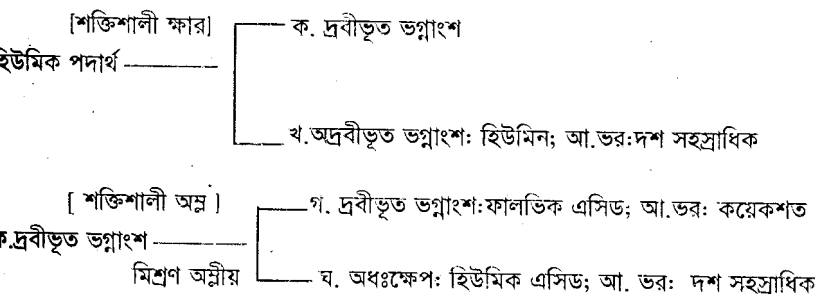 [শক্তিশালী ক্ষার] ক. দ্রবীভূত ভগ্নাংশ
হিউমিক পদার্থ
খ.অদ্রবীভূত ভগ্নাংশ: হিউমিন; আ.ভর:দশ সহস্রাধিক
[ শক্তিশালী অম্ল ] গ. দ্রবীভূত ভগ্নাংশ:ফালভিক এসিড; আ.ভর: কয়েকশত
ক.দ্রবীভূত ভগ্নাংশ
মিশ্রণ অম্লীয় ঘ. অধঃক্ষেপ: হিউমিক এসিড; আ. ভর: দশ সহস্রাধিক